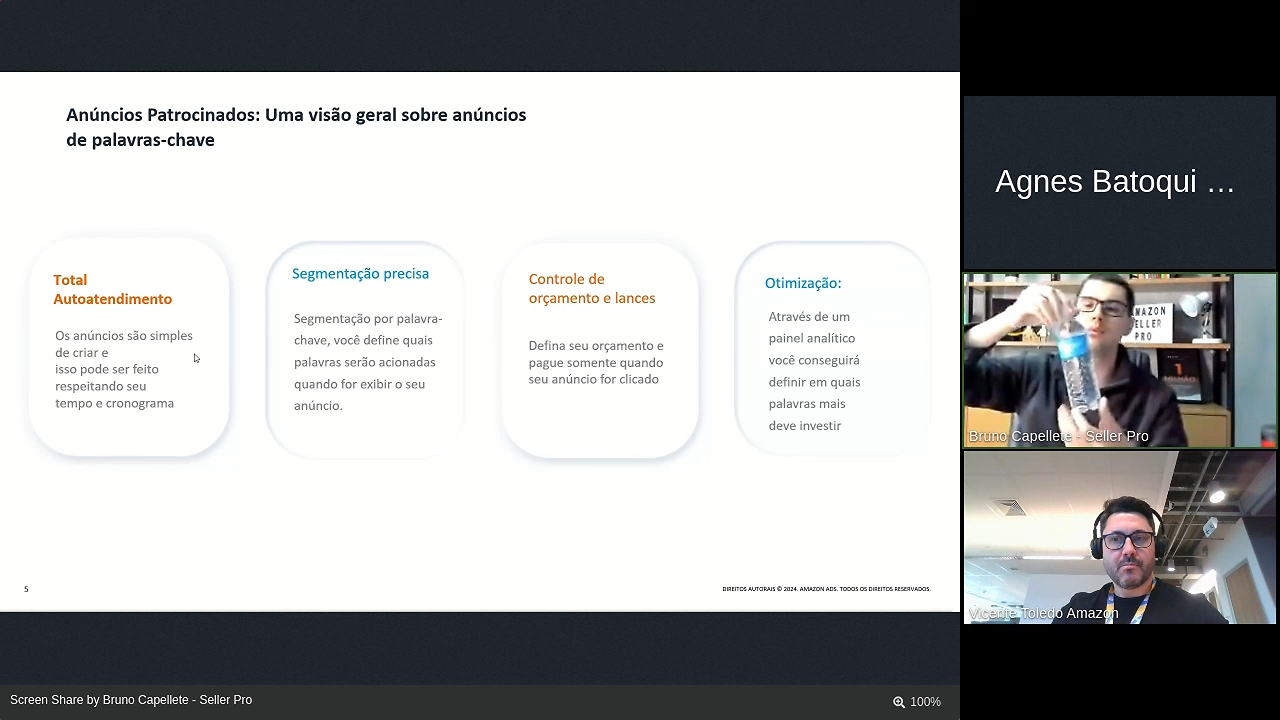 Anúncios Patrocinados: Uma visão geral sobre anúncios
de palavras-chave
Total
Autoatendimento
Os anúncios são simples
de criar e
isso pode ser feito
respeitando seu
tempo e cronograma
Segmentação precisa
Segmentação por palavra-
chave, você define quais
palavras serão acionadas
quando for exibir o seu
anúncio.
Controle de
orçamento e lances
Defina seu orçamento e
pague somente quando
seu anúncio for clicado
Otimização:
Através de um
painel analítico
você conseguirá
definir em quais
palavras mais
deve investir
5
DIREITOS AUTORAIS © 2024. AMAZON ADS. TODOS OS DIREITOS RESERVADOS.
Screen Share by Bruno Capellete - Seller Pro
100%
Agnes Batoqui …
AMAZON
SELLER
PRO
Bruno Capellete - Seller Pro
Vicente Toledo Amazon